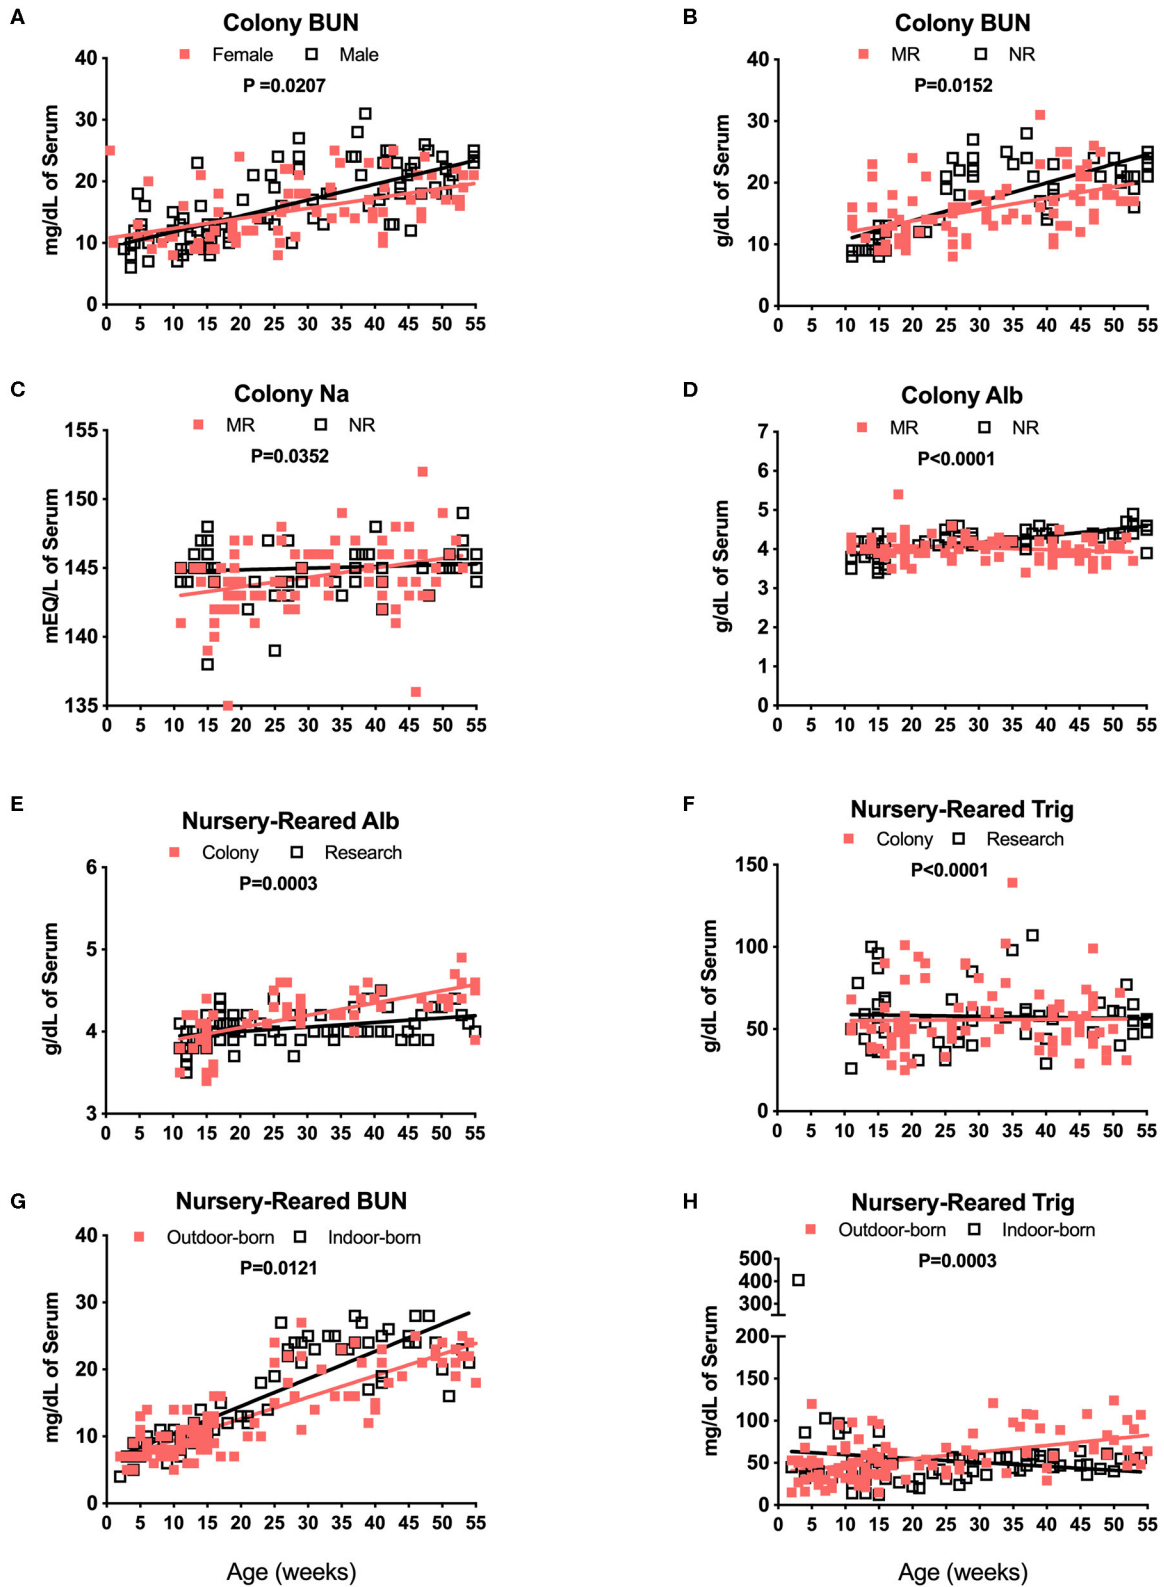 A
Colony BUN
Female Male
P =0.0207
mg/dL of Serum
40
30
20
10
0
0 5 10 15 20 25 30 35 40 45 50 55
B
Colony BUN
MR NR
P=0.0152
g/dL of Serum
40
30
20
10
0
0 5 10 15 20 25 30 35 40 45 50 55
C
Colony Na
MR NR
P=0.0352
mEQ/L of Serum
155
150
145
140
135
0 5 10 15 20 25 30 35 40 45 50 55
D
Colony Alb
MR NR
P<0.0001
g/dL of Serum
7
6
5
4
3
2
1
0
0 5 10 15 20 25 30 35 40 45 50 55
E
Nursery-Reared Alb
Colony Research
P=0.0003
g/dL of Serum
6
5
4
3
0 5 10 15 20 25 30 35 40 45 50 55
F
Nursery-Reared Trig
Colony Research
P<0.0001
g/dL of Serum
150
100
50
0
0 5 10 15 20 25 30 35 40 45 50 55
G
Nursery-Reared BUN
Outdoor-born Indoor-born
P=0.0121
mg/dL of Serum
40
30
20
10
0
0 5 10 15 20 25 30 35 40 45 50 55
Age (weeks)
H
Nursery-Reared Trig
Outdoor-born Indoor-born
P=0.0003
mg/dL of Serum
500
400
300
200
150
100
50
0
0 5 10 15 20 25 30 35 40 45 50 55
Age (weeks)